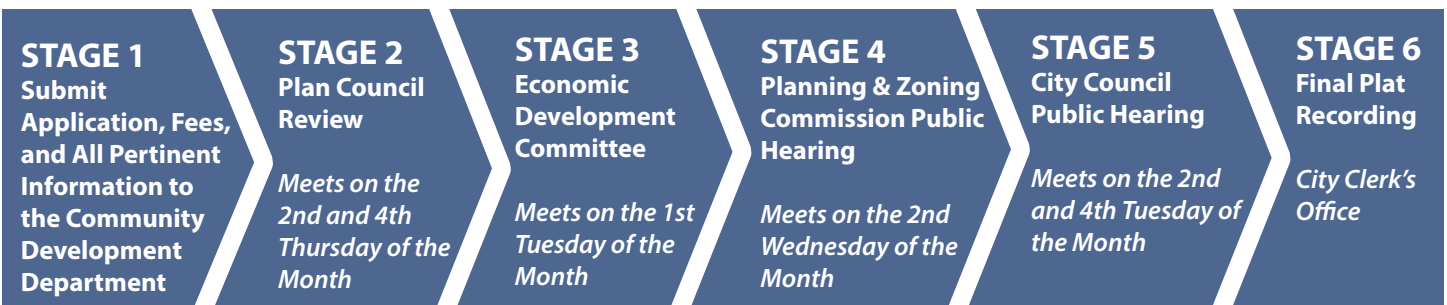 STAGE 1
Submit
Application, Fees,
and All Pertinent
Information to
the Community
Development
Department
STAGE 2
Plan Council
Review
Meets on the
2nd and 4th
Thursday of the
Month
STAGE 3
Economic
Development
Committee
Meets on the 1st
Tuesday of the
Month
STAGE 4
Planning & Zoning
Commission Public
Hearing
Meets on the 2nd
Wednesday of the
Month
STAGE 5
City Council
Public Hearing
Meets on the 2nd
and 4th Tuesday of
the Month
STAGE 6
Final Plat
Recording
City Clerk's
Office